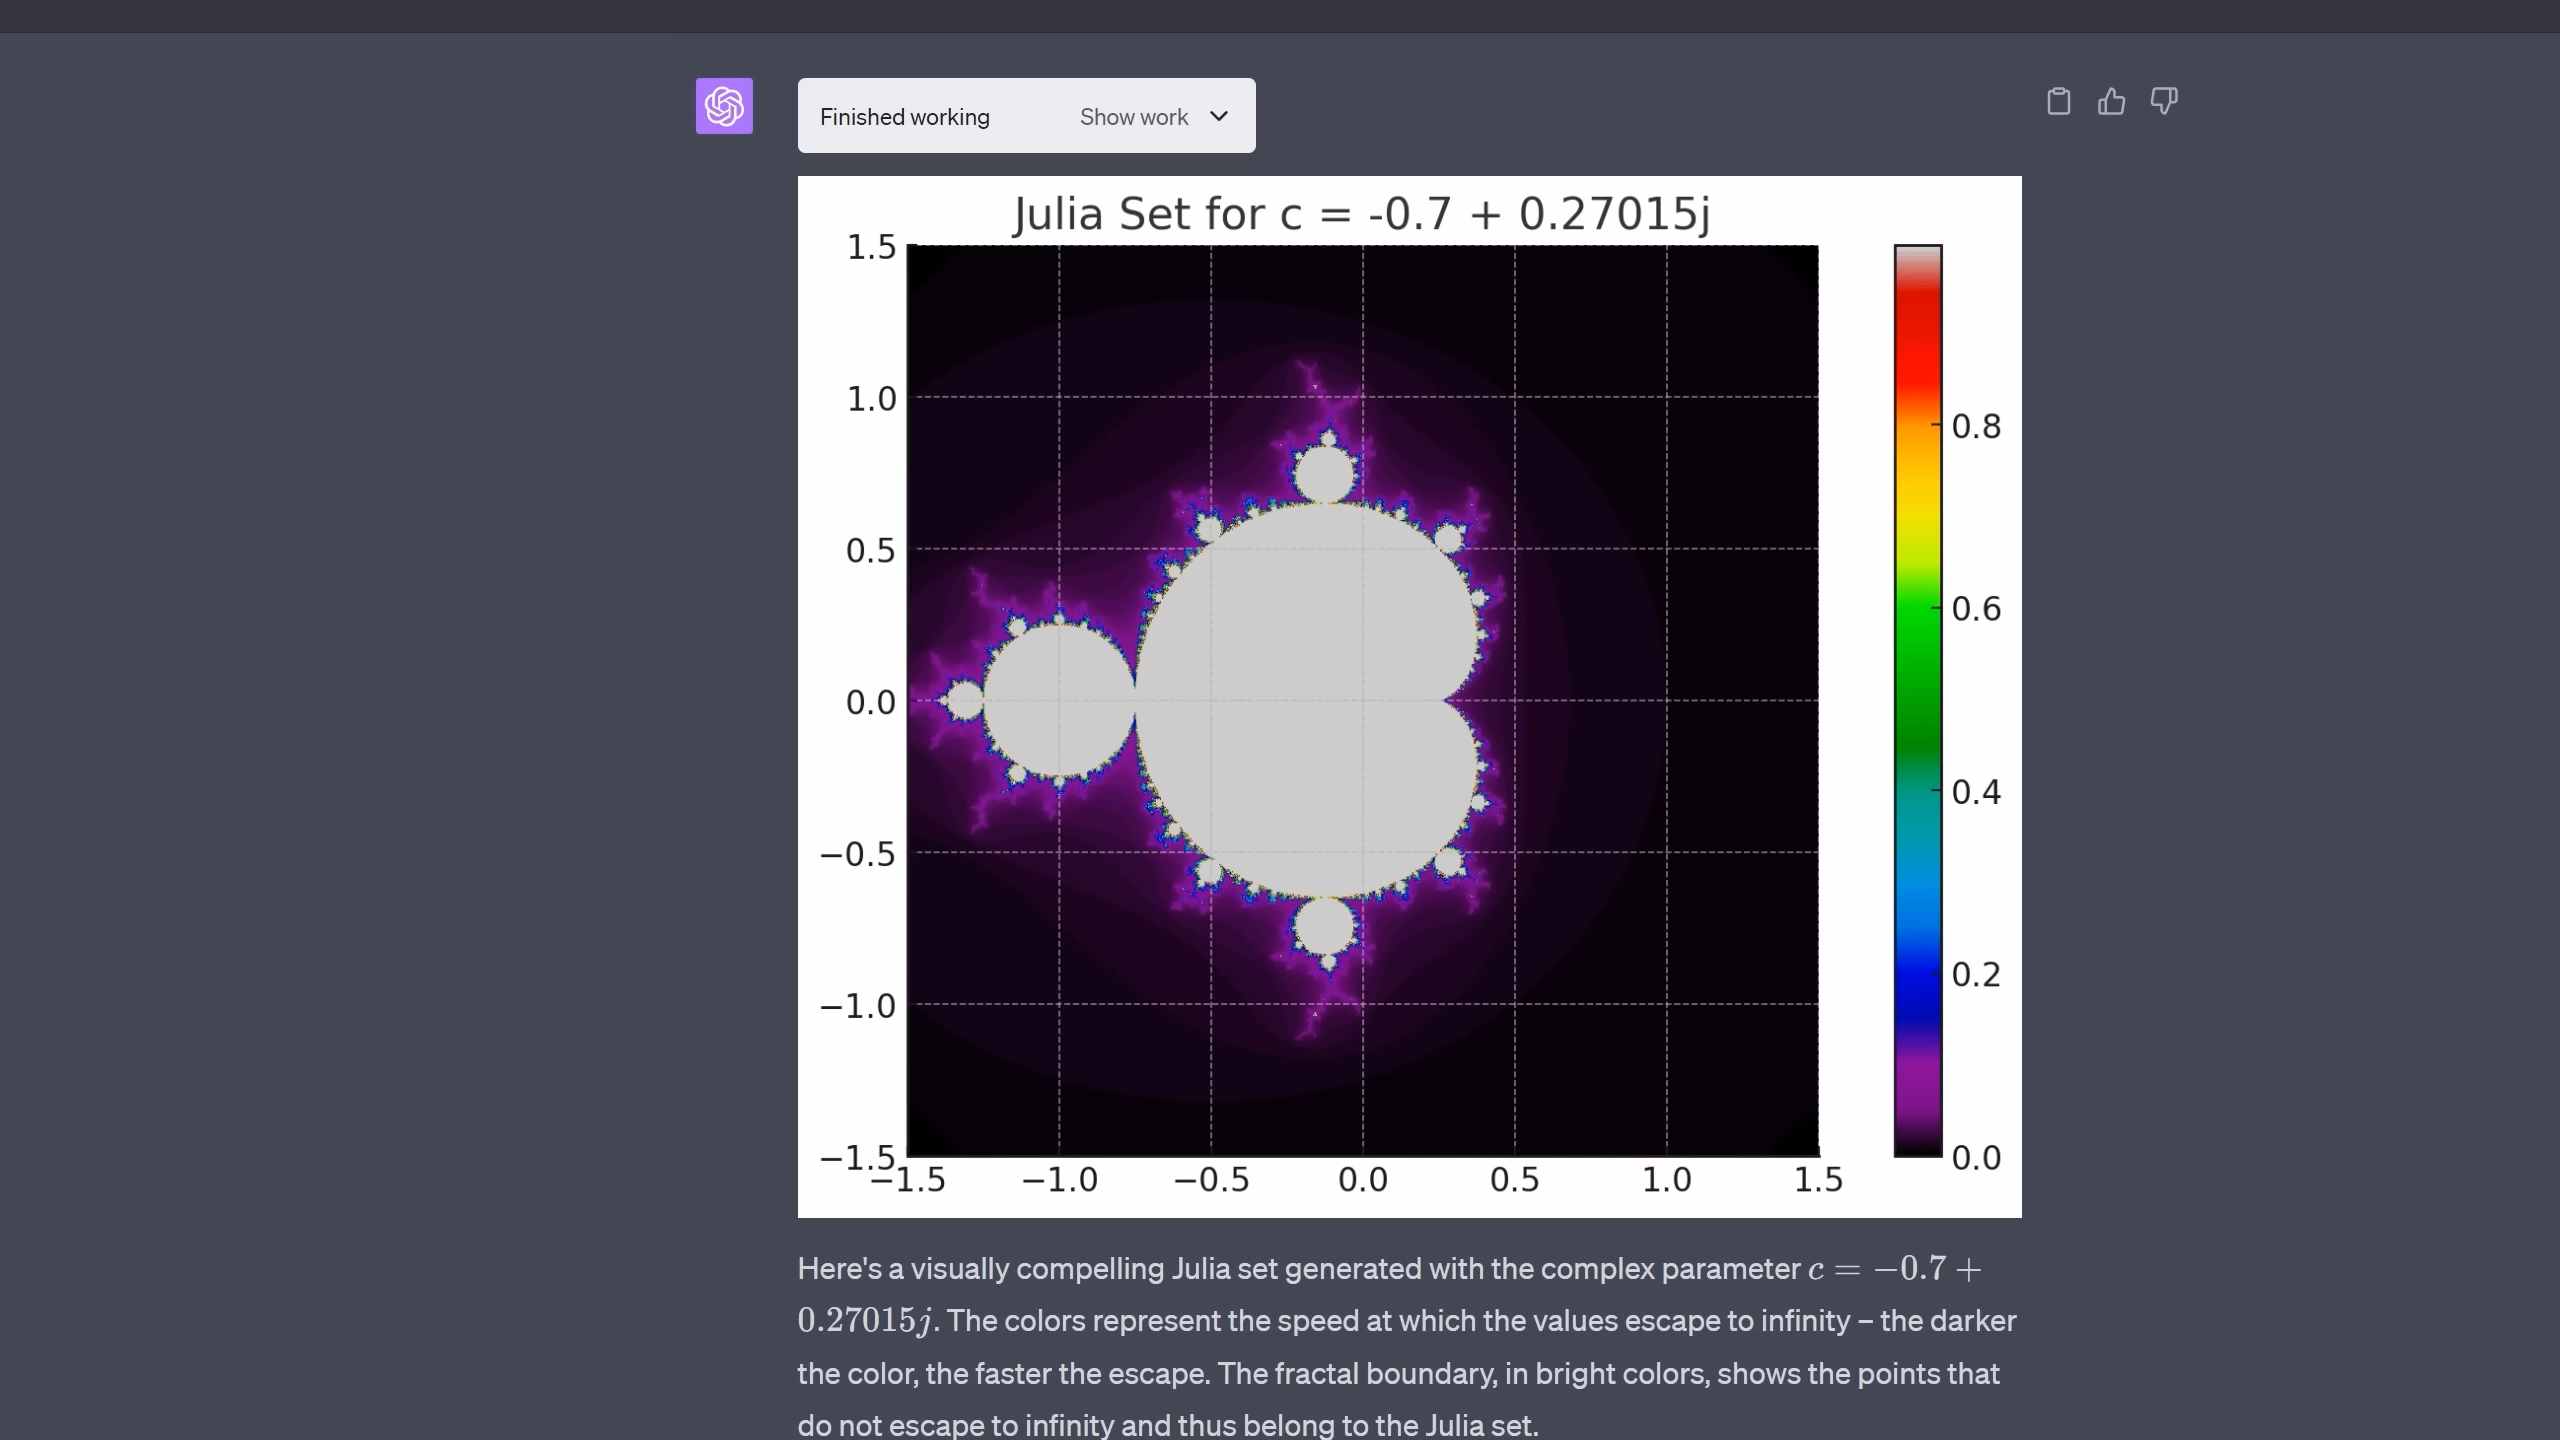 Finished working Show work
Julia Set for c = -0.7 + 0.27015j
1.5
1.0
0.5
0.0
−0.5
−1.0
−1.5
−1.5 −1.0 −0.5 0.0 0.5 1.0 1.5
0.8
0.6
0.4
0.2
0.0
Here's a visually compelling Julia set generated with the complex parameter c = −0.7 +
0.27015j. The colors represent the speed at which the values escape to infinity – the darker
the color, the faster the escape. The fractal boundary, in bright colors, shows the points that
do not escape to infinity and thus belong to the Julia set.